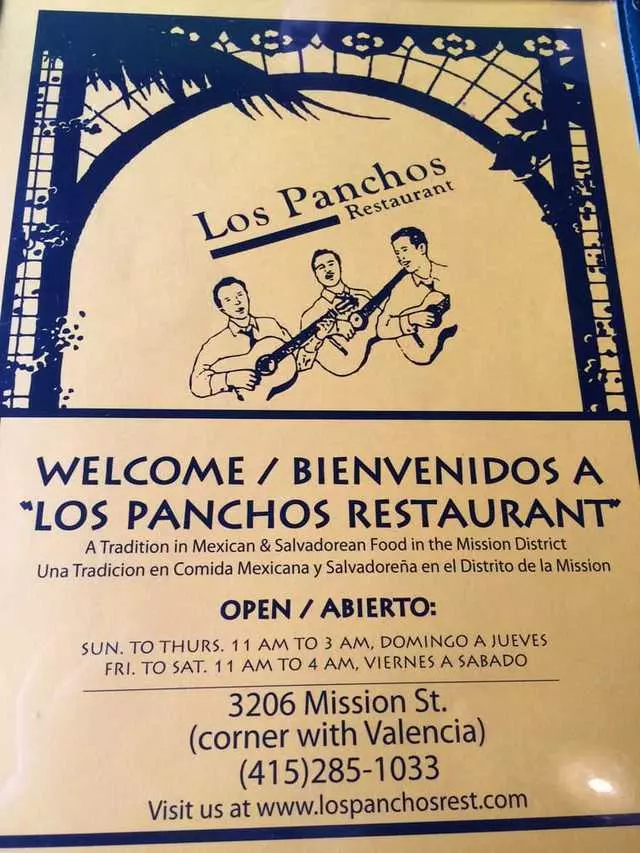 Los Panchos
Restaurant
WELCOME / BIENVENIDOS A
"LOS PANCHOS RESTAURANT"
A Tradition in Mexican & Salvadorean Food in the Mission District
Una Tradicion en Comida Mexicana y Salvadoreña en el Distrito de la Mission
OPEN / ABIERTO:
SUN. TO THURS. 11 AM TO 3 AM, DOMINGO A JUEVES
FRI. TO SAT. 11 AM TO 4 AM, VIERNES A SABADO
3206 Mission St.
(corner with Valencia)
(415)285-1033
Visit us at www.lospanchosrest.com